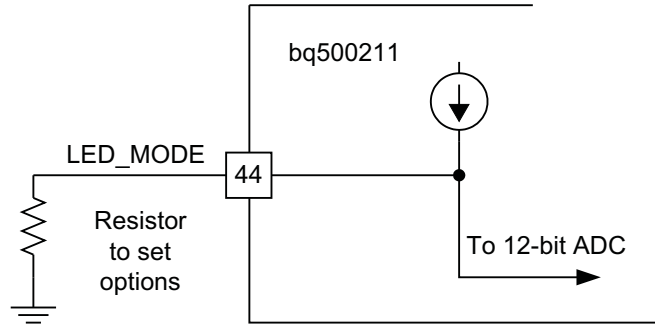 bq500211
LED_MODE
44
Resistor
to set
options
To 12-bit ADC